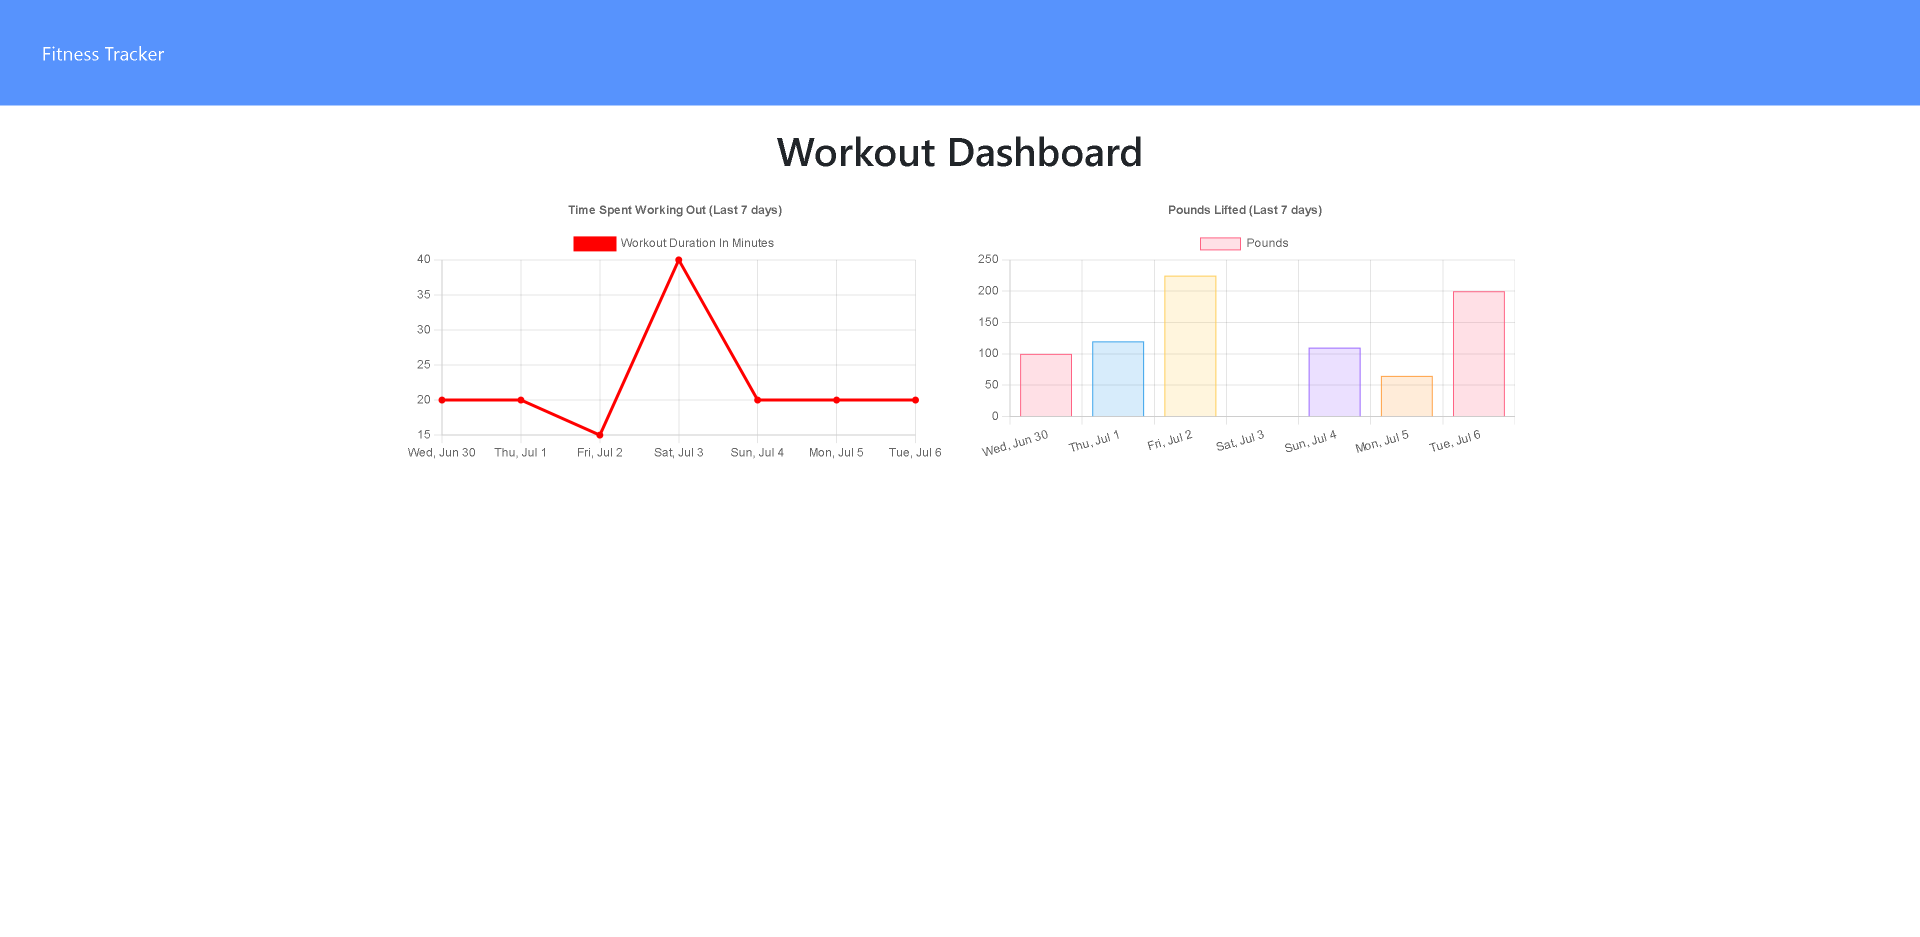 Fitness Tracker
Workout Dashboard
Time Spent Working Out (Last 7 days)
Workout Duration In Minutes
40
35
30
25
20
15
Wed, Jun 30 Thu, Jul 1 Fri, Jul 2 Sat, Jul 3 Sun, Jul 4 Mon, Jul 5 Tue, Jul 6
Pounds Lifted (Last 7 days)
Pounds
250
200
150
100
50
0
Wed, Jun 30 Thu, Jul 1 Fri, Jul 2 Sat, Jul 3 Sun, Jul 4 Mon, Jul 5 Tue, Jul 6